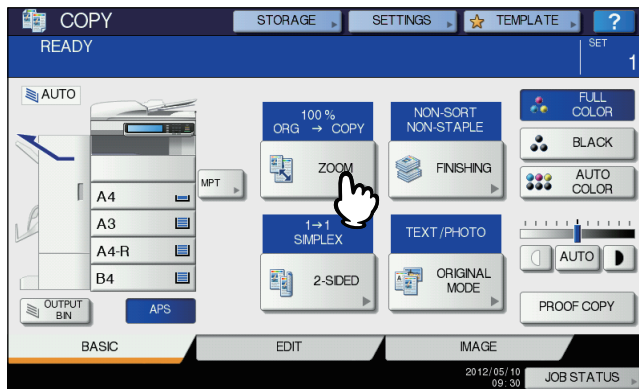 COPY
STORAGE
SETTINGS
TEMPLATE
?
READY
SET
1
AUTO
MPT
A4
A3
A4-R
B4
OUTPUT
BIN
APS
100 %
ORG → COPY
ZOOM
NON-SORT
NON-STAPLE
FINISHING
1→1
SIMPLEX
2-SIDED
TEXT/PHOTO
ORIGINAL
MODE
FULL
COLOR
BLACK
AUTO
COLOR
AUTO
PROOF COPY
BASIC
EDIT
IMAGE
2012/05/10
09:30
JOB STATUS